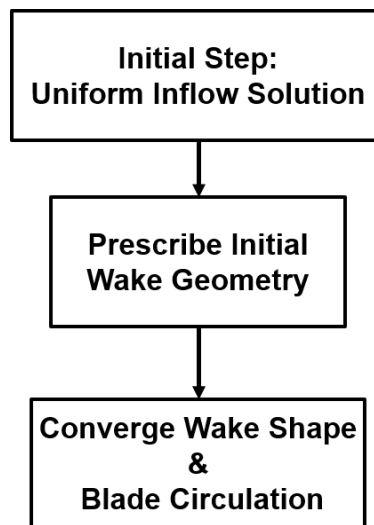 Initial Step:
Uniform Inflow Solution
Prescribe Initial
Wake Geometry
Converge Wake Shape
&
Blade Circulation